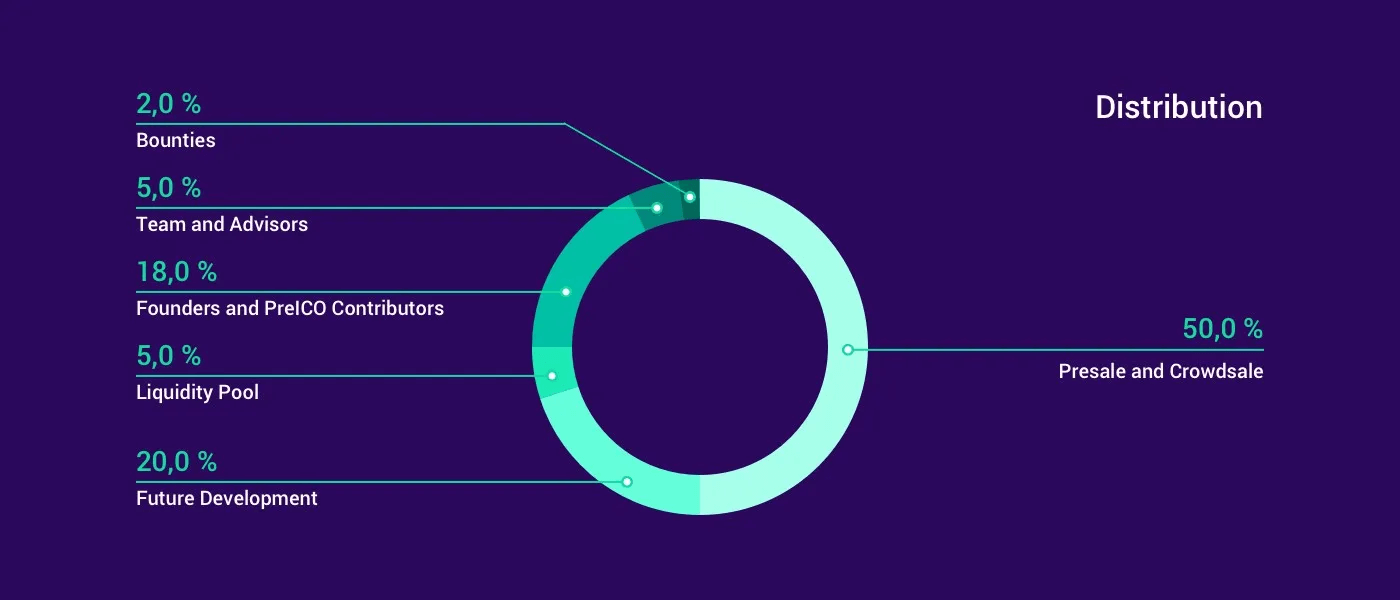 Distribution
2,0 %
Bounties
5,0 %
Team and Advisors
18,0 %
Founders and PreICO Contributors
5,0 %
Liquidity Pool
20,0 %
Future Development
50,0 %
Presale and Crowdsale